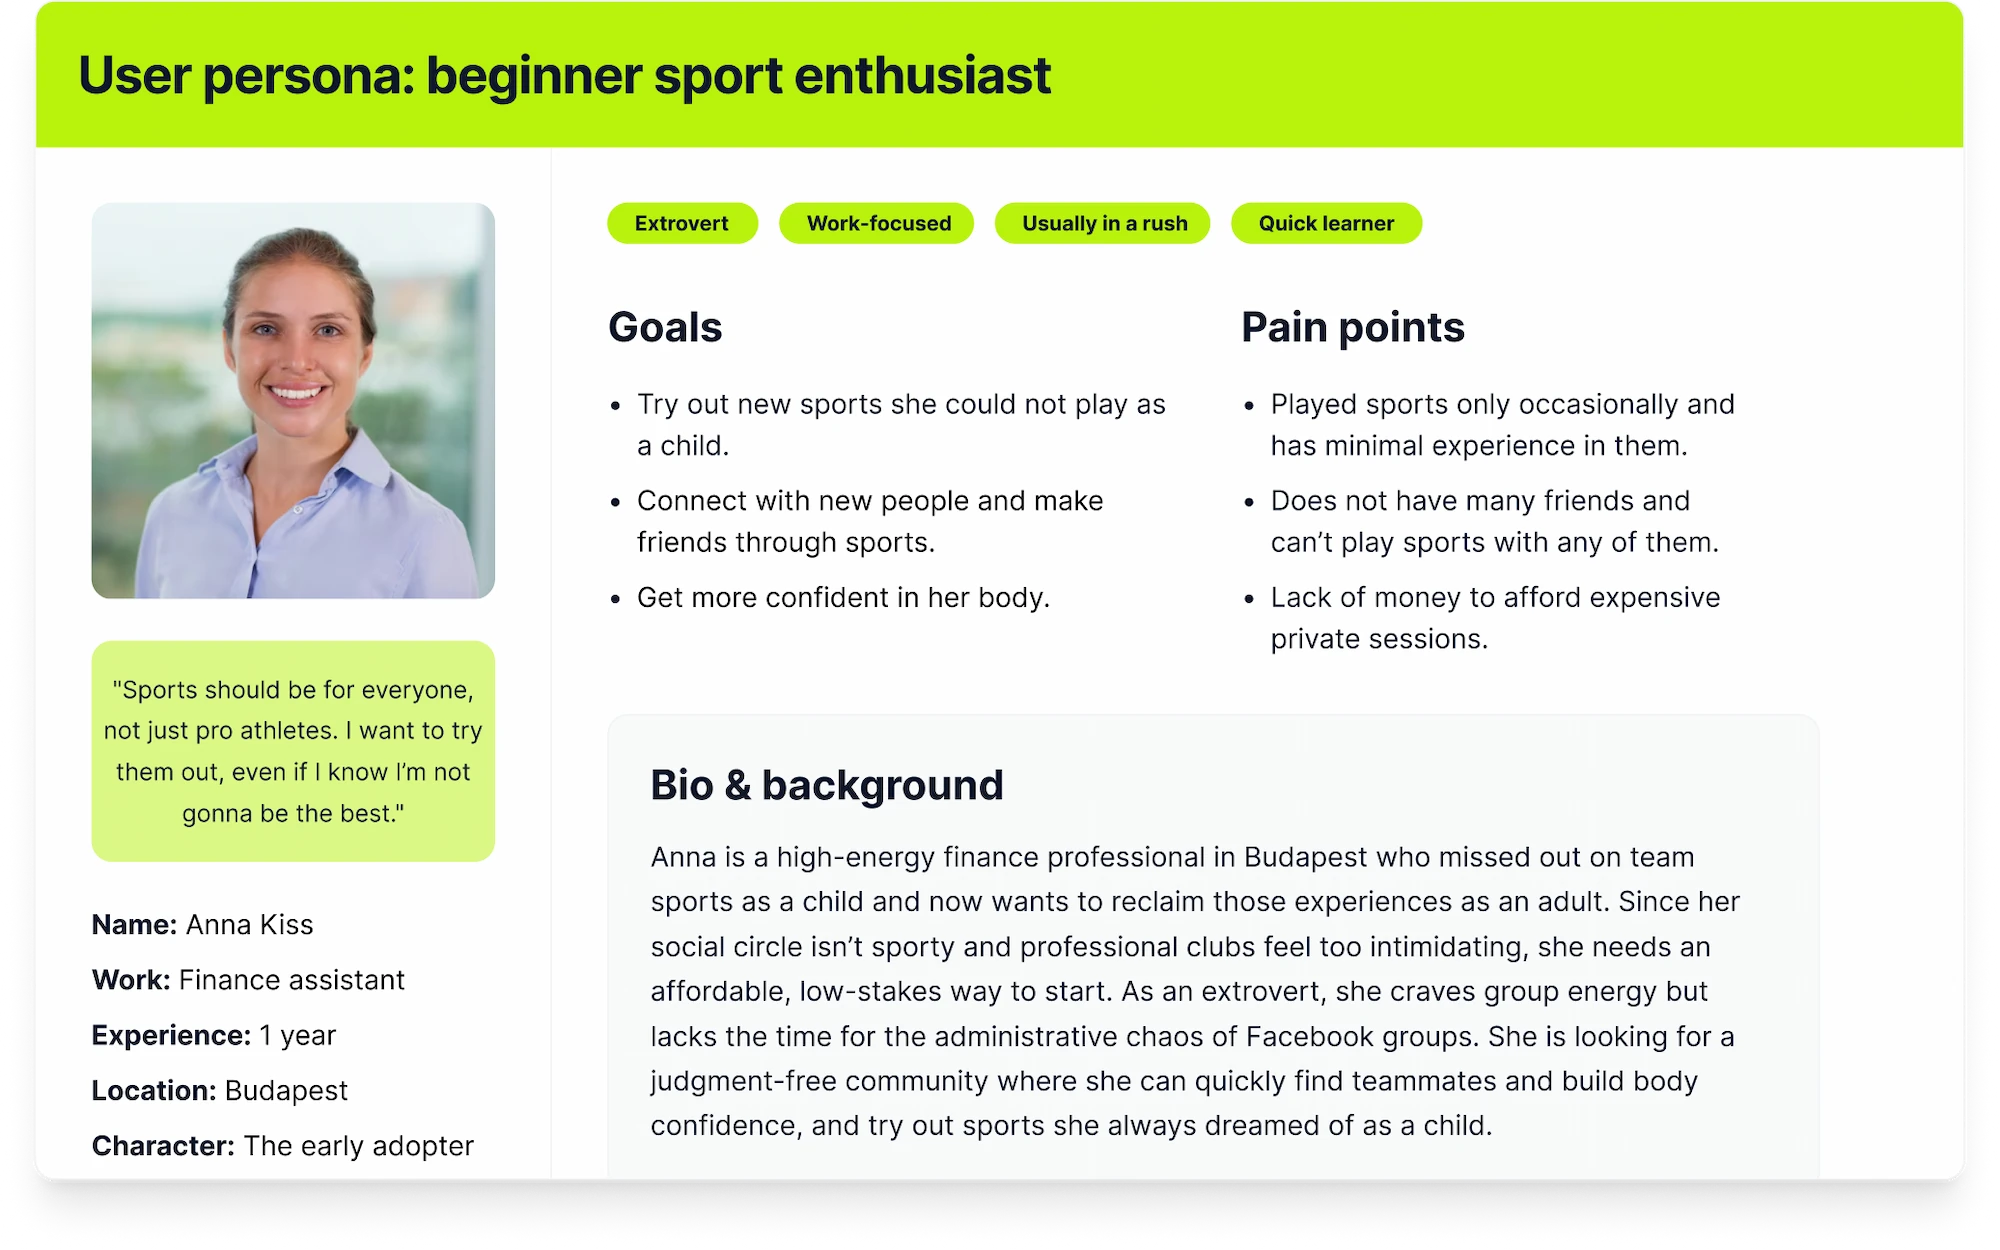 User persona: beginner sport enthusiast
"Sports should be for everyone,
not just pro athletes. I want to try
them out, even if I know I’m not
gonna be the best."
Name: Anna Kiss
Work: Finance assistant
Experience: 1 year
Location: Budapest
Character: The early adopter
Extrovert
Work-focused
Usually in a rush
Quick learner
Goals
• Try out new sports she could not play as
a child.
• Connect with new people and make
friends through sports.
• Get more confident in her body.
Pain points
• Played sports only occasionally and
has minimal experience in them.
• Does not have many friends and
can’t play sports with any of them.
• Lack of money to afford expensive
private sessions.
Bio & background
Anna is a high-energy finance professional in Budapest who missed out on team
sports as a child and now wants to reclaim those experiences as an adult. Since her
social circle isn’t sporty and professional clubs feel too intimidating, she needs an
affordable, low-stakes way to start. As an extrovert, she craves group energy but
lacks the time for the administrative chaos of Facebook groups. She is looking for a
judgment-free community where she can quickly find teammates and build body
confidence, and try out sports she always dreamed of as a child.